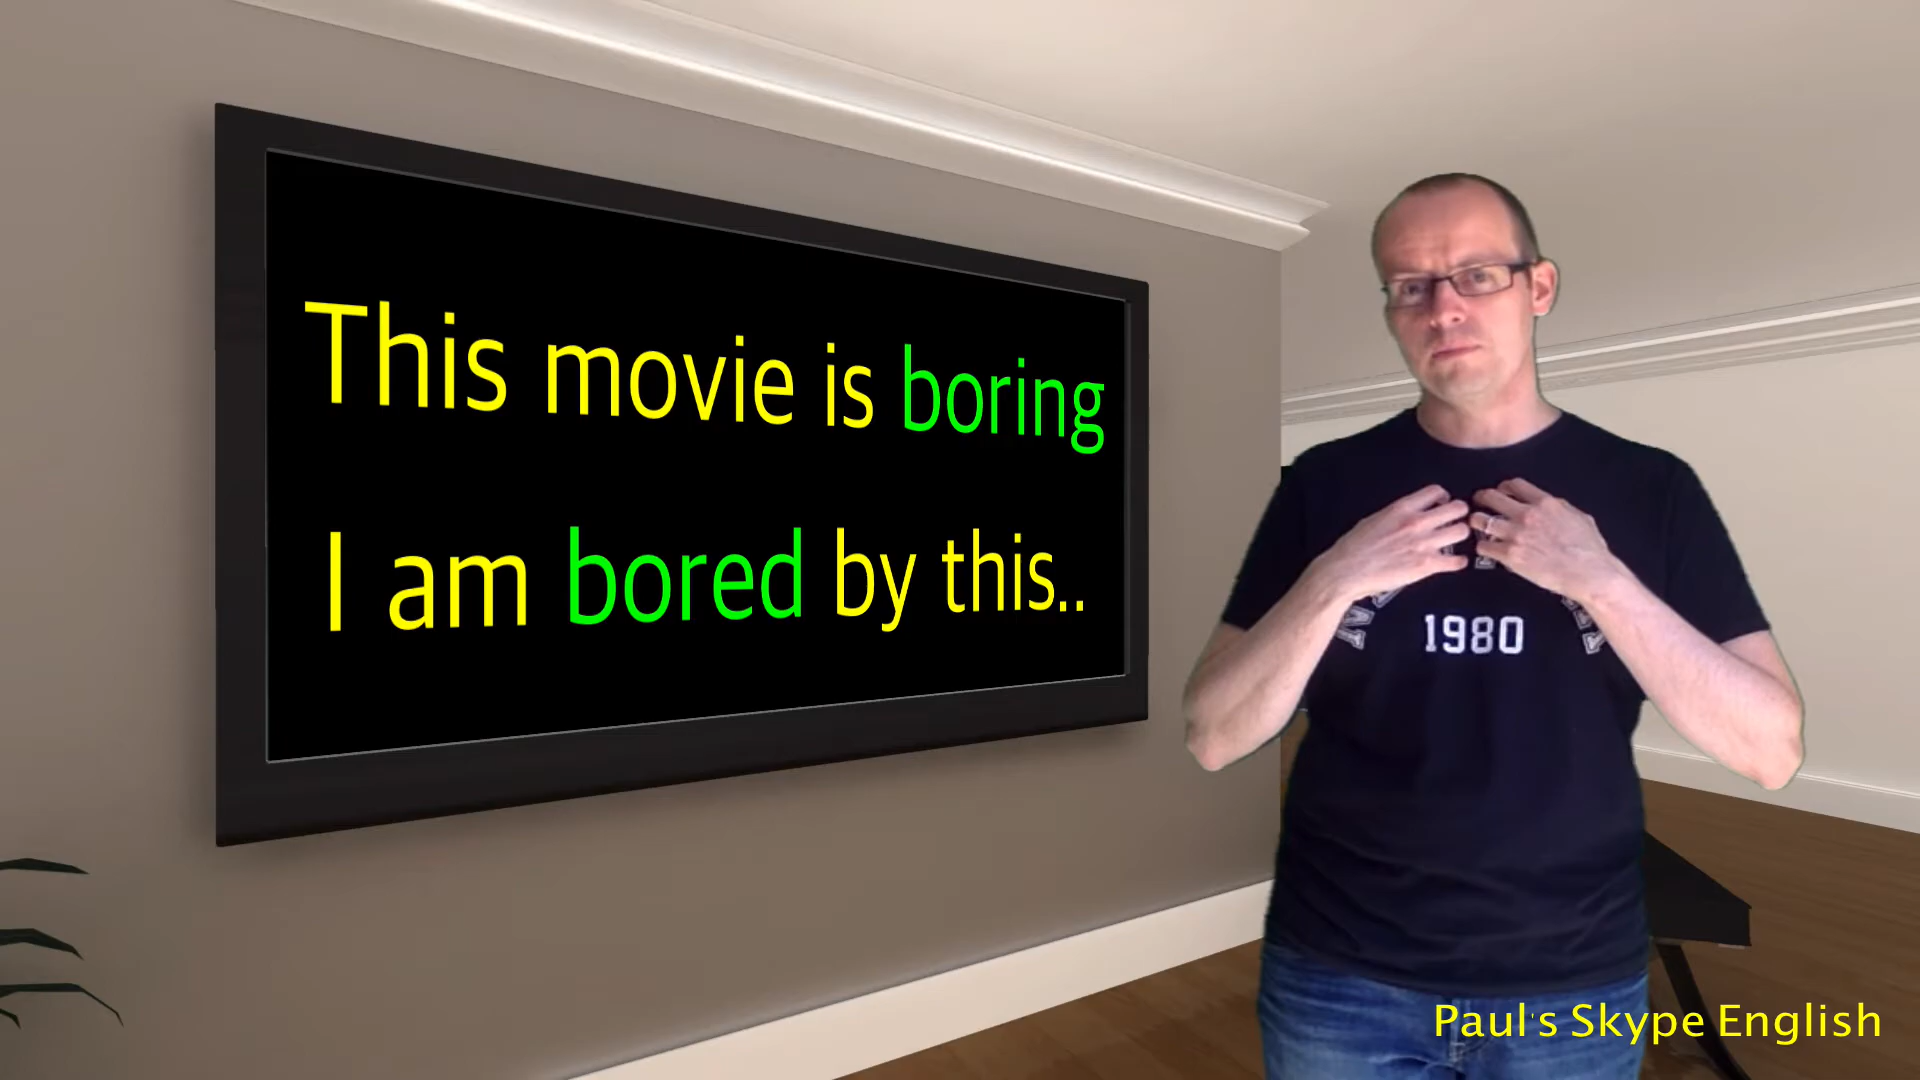 This movie is boring
I am bored by this..
1980
Paul's Skype English